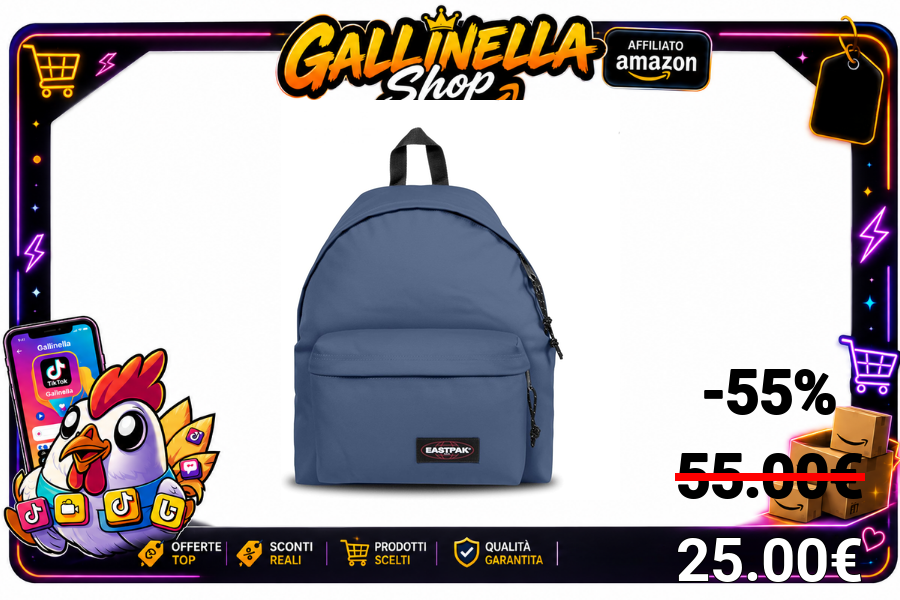 GALLINELLA
Shop
AFFILIATO
amazon
Gallinella
TikTok
Gallinella
EASTPAK
-55%
55.00€
25.00€
OFFERTE
TOP
SCONTI
REALI
PRODOTTI
SCELTI
QUALITÀ
GARANTITA